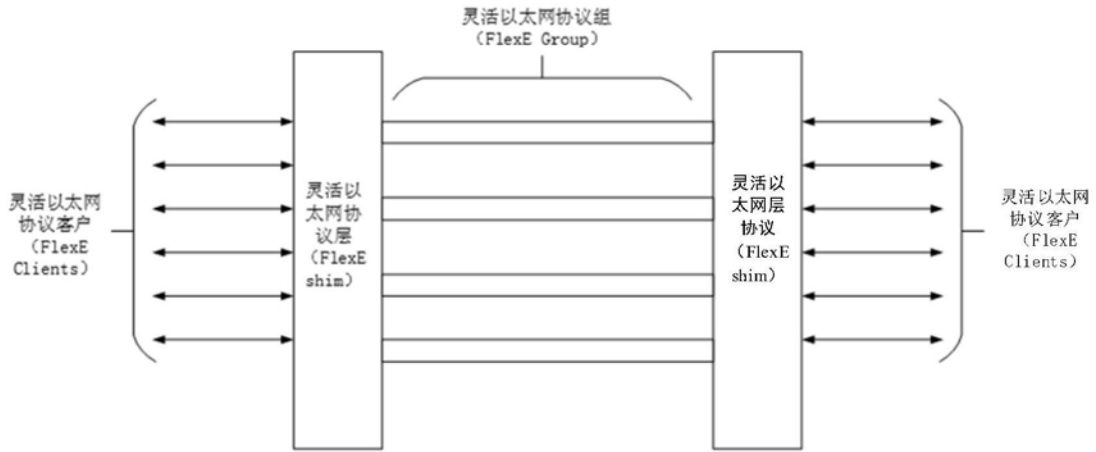 灵活以太网协议组
(FlexE Group)
灵活以太网
协议客户
(FlexE
Clients)
灵活以
太网协
议层
(FlexE
shim)
灵活以
太网层
协议
(FlexE
shim)
灵活以太网
协议客户
(FlexE
Clients)